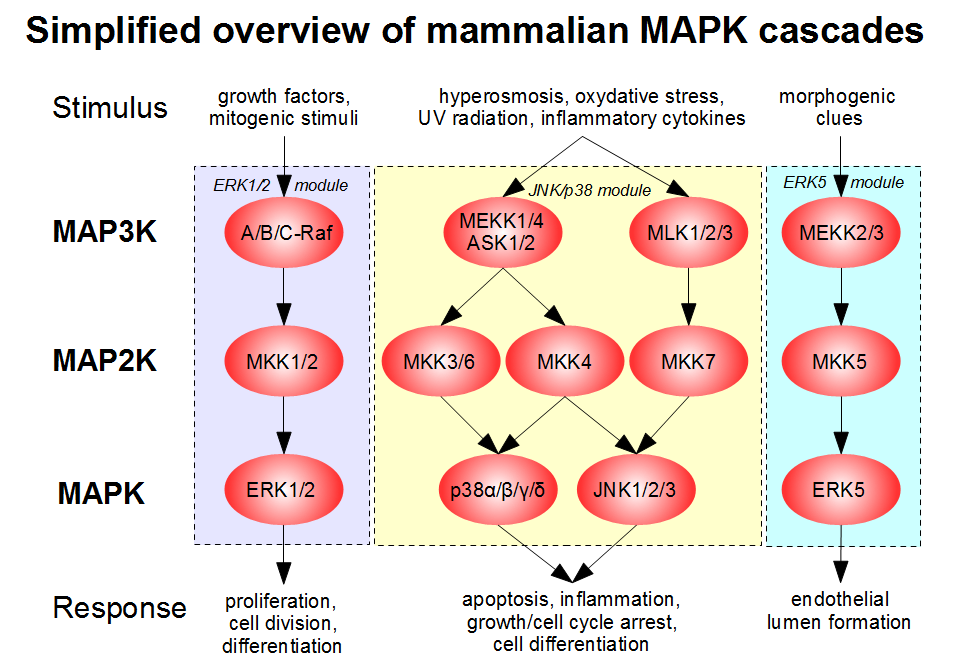 Simplified overview of mammalian MAPK cascades
Stimulus
growth factors,
mitogenic stimuli
hyperosmosis, oxydative stress,
UV radiation, inflammatory cytokines
morphogenic
clues
ERK1/2 module
JNK/p38 module
ERK5 module
MAP3K
A/B/C-Raf
MEKK1/4
ASK1/2
MLK1/2/3
MEKK2/3
MAP2K
MKK1/2
MKK3/6
MKK4
MKK7
MKK5
MAPK
ERK1/2
p38α/β/γ/δ
JNK1/2/3
ERK5
Response
proliferation,
cell division,
differentiation
apoptosis, inflammation,
growth/cell cycle arrest,
cell differentiation
endothelial
lumen formation